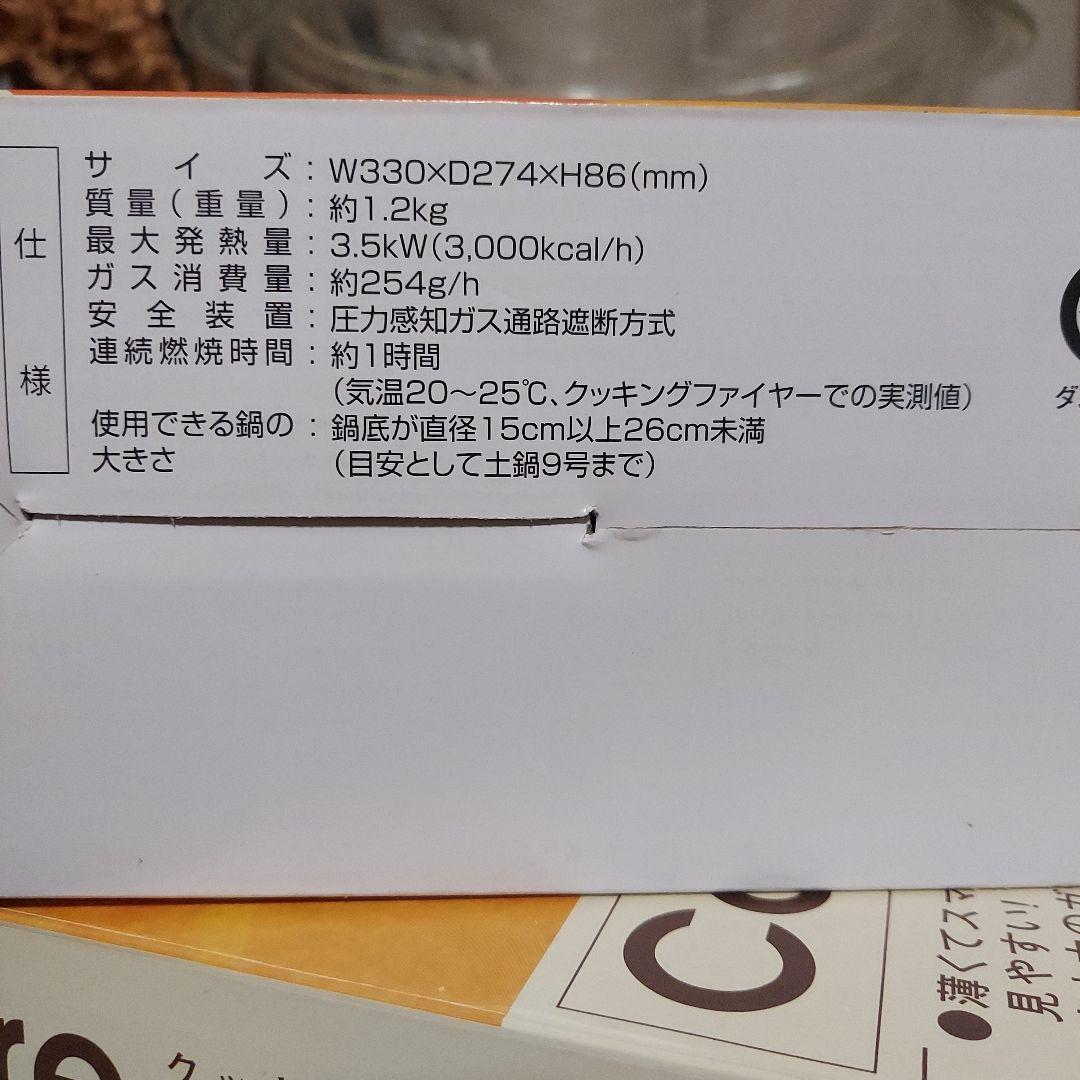 仕様
サイズ：W330×D274×H86(mm)
質量(重量)：約1.2kg
最大発熱量：3.5kW(3,000kcal/h)
ガス消費量：約254g/h
安全装置：圧力感知ガス通路遮断方式
連続燃焼時間：約1時間
(気温20～25℃、クッキングファイヤーでの実測値)
使用できる鍋の：鍋底が直径15cm以上26cm未満
大きさ
(目安として土鍋9号まで)
●薄くてスマ
見やすい!